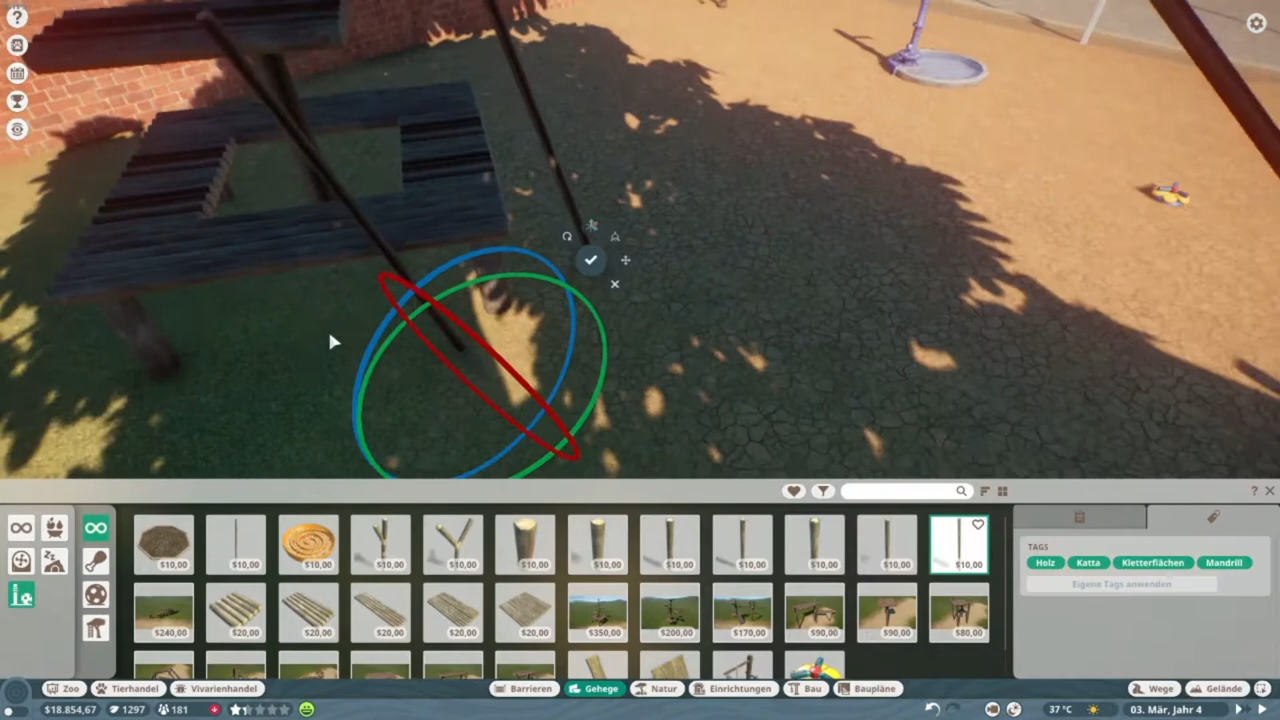 ?
? ×
$10,00 $10,00 $10,00 $10,00 $10,00 $10,00 $10,00 $10,00 $10,00 $10,00 $10,00 $10,00
TAGS
Holz Katta Kletterflächen Mandrill
Eigene Tags anwenden
$240,00 $20,00 $20,00 $20,00 $20,00 $20,00 $350,00 $200,00 $170,00 $90,00 $90,00 $80,00
Zoo Tierhandel Vivarienhandel Barrieren Gehege Natur Einrichtungen Bau Baupläne Wege Gelände
$18.854,67 1297 181 37 °C 03. Mär, Jahr 4